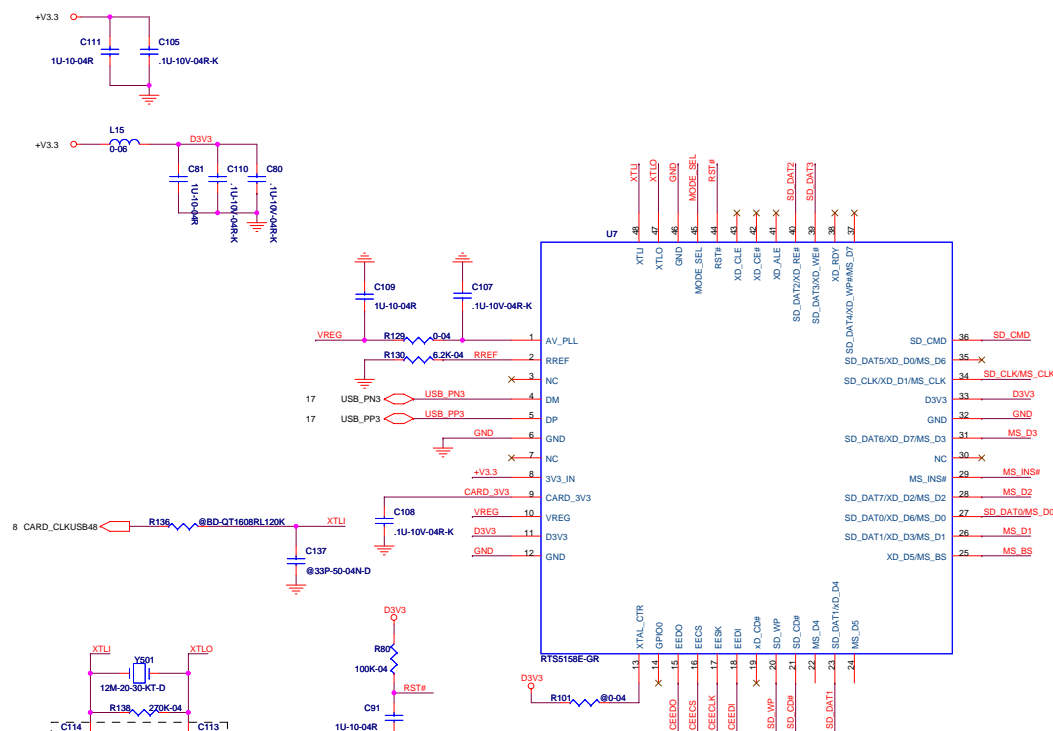 +V3.3
C111
C105
1U-10-04R
.1U-10V-04R-K
+V3.3
L15
0-06
D3V3
C81
C110
C80
1U-10-04R
.1U-10V-04R-K
.1U-10V-04R-K
XTLI
XTLO
GND
MODE_SEL
RST#
SD_DAT2
SD_DAT3
U7
48
47
46
45
44
43
42
41
40
39
38
37
XTLI
XTLO
GND
MODE_SEL
RST#
XD_CLE
XD_CE#
XD_ALE
SD_DAT2/XD_RE#
SD_DAT3/XD_WE#
XD_RDY
SD_DAT4/XD_WP#/MS_D7
C109
1U-10-04R
C107
.1U-10V-04R-K
VREG
R129
0-04
1
AV_PLL
R130
6.2K-04
RREF
2
RREF
3
NC
17
USB_PN3
USB_PN3
4
DM
17
USB_PP3
USB_PP3
5
DP
GND
6
GND
7
NC
+V3.3
8
3V3_IN
CARD_3V3
9
CARD_3V3
VREG
10
VREG
D3V3
11
D3V3
GND
12
GND
C108
.1U-10V-04R-K
SD_CMD
36
SD_CMD
SD_DAT5/XD_D0/MS_D6
35
SD_CLK/XD_D1/MS_CLK
34
SD_CLK/MS_CLK
D3V3
33
D3V3
GND
32
GND
SD_DAT6/XD_D7/MS_D3
31
MS_D3
NC
30
MS_INS#
29
MS_INS#
SD_DAT7/XD_D2/MS_D2
28
MS_D2
SD_DAT0/XD_D6/MS_D0
27
SD_DAT0/MS_D0
SD_DAT1/XD_D3/MS_D1
26
MS_D1
XD_D5/MS_BS
25
MS_BS
8 CARD_CLKUSB48
R136
@BD-QT1608RL120K
XTLI
C137
@33P-50-04N-D
XTAL_CTR
GPIO0
EEDO
EECS
EESK
EEDI
xD_CD#
SD_WP
SD_CD#
MS_D4
SD_DAT1/xD_D4
MS_D5
RTS5158E-GR
13
14
15
16
17
18
19
20
21
22
23
24
D3V3
R101
@0-04
CEEDO
CEECS
CEECLK
CEEDI
SD_WP
SD_CD#
SD_DAT1
D3V3
R80
100K-04
RST#
C91
1U-10-04R
XTLI
XTLO
Y501
12M-20-30-KT-D
R138
270K-04
C114
C113